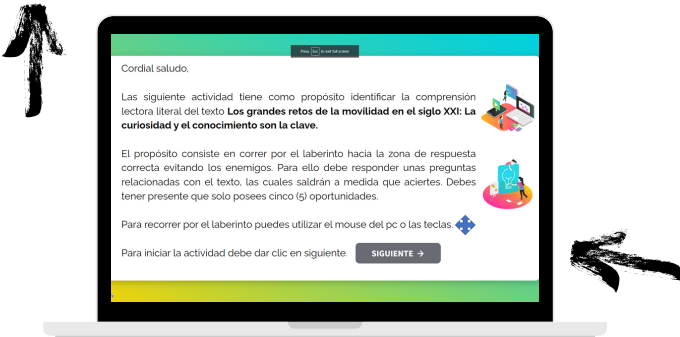 Press Esc to exit full screen
Cordial saludo,
Las siguiente actividad tiene como propósito identificar la comprensión
lectora literal del texto Los grandes retos de la movilidad en el siglo XXI: La
curiosidad y el conocimiento son la clave.
El propósito consiste en correr por el laberinto hacia la zona de respuesta
correcta evitando los enemigos. Para ello debe responder unas preguntas
relacionadas con el texto, las cuales saldrán a medida que aciertes. Debes
tener presente que solo posees cinco (5) oportunidades.
Para recorrer por el laberinto puedes utilizar el mouse del pc o las teclas.
Para iniciar la actividad debe dar clic en siguiente.
SIGUIENTE →